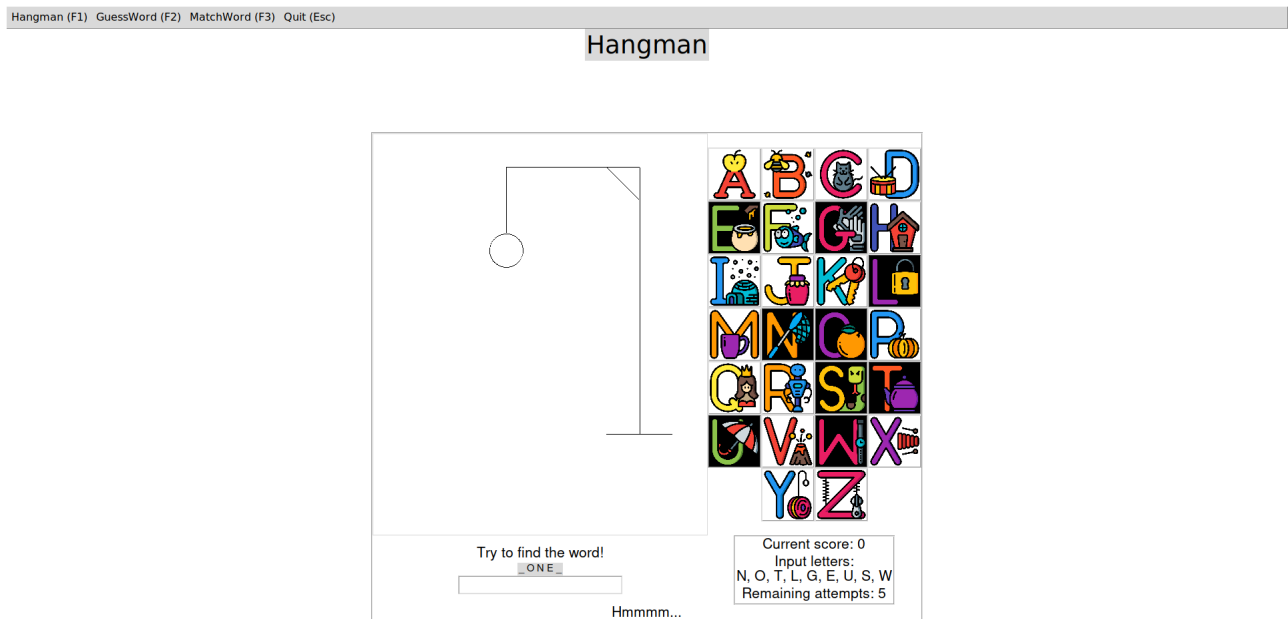 Hangman (F1) GuessWord (F2) MatchWord (F3) Quit (Esc)
Hangman
A B C D
E F G H
I J K L
M N O P
Q R S T
U V W X
Y Z
Try to find the word!
_ O N E _
Current score: 0
Input letters:
N, O, T, L, G, E, U, S, W
Remaining attempts: 5
Hmmmm...